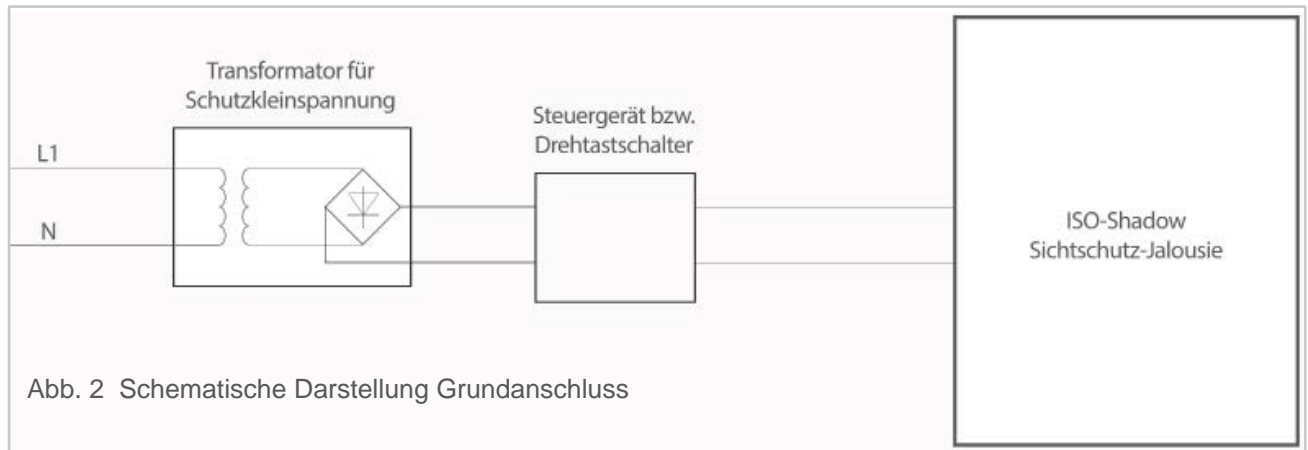 Transformator für
Schutzkleinspannung
Steuergerät bzw.
Drehtastschalter
L1
N
ISO-Shadow
Sichtschutz-Jalousie
Abb. 2 Schematische Darstellung Grundanschluss